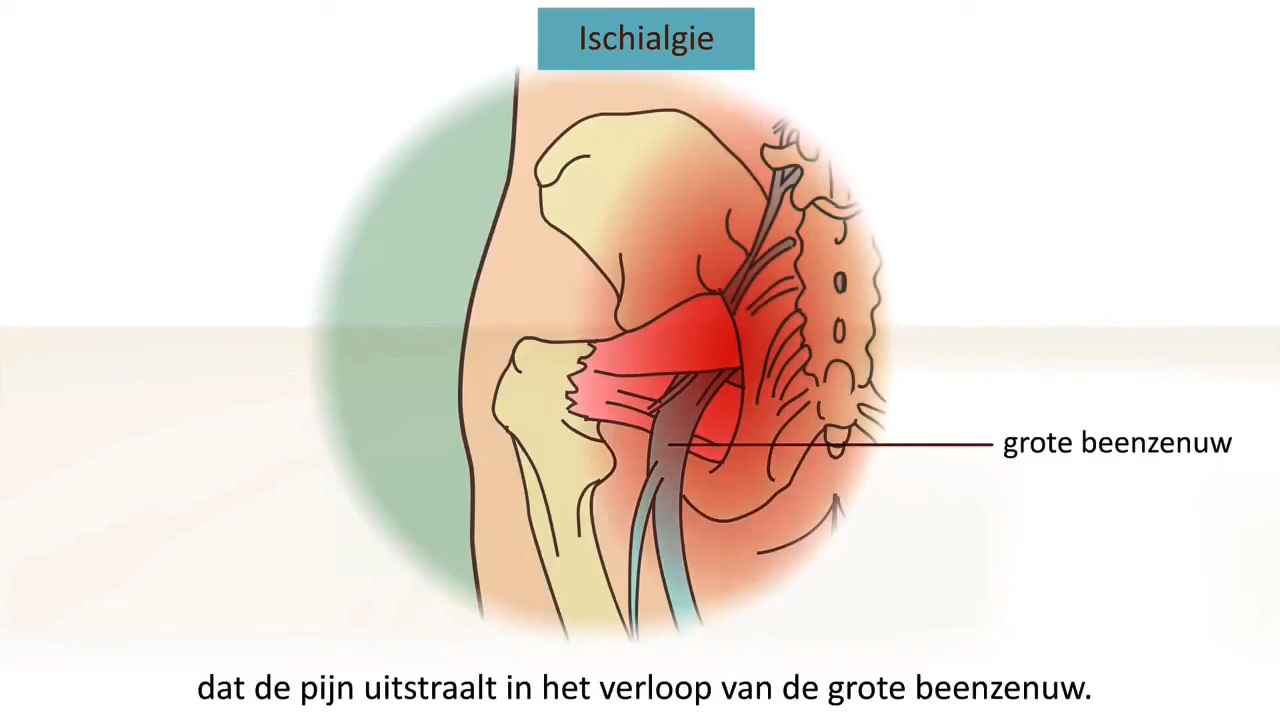 Ischialgie
grote beenzenuw
dat de pijn uitstraalt in het verloop van de grote beenzenuw.